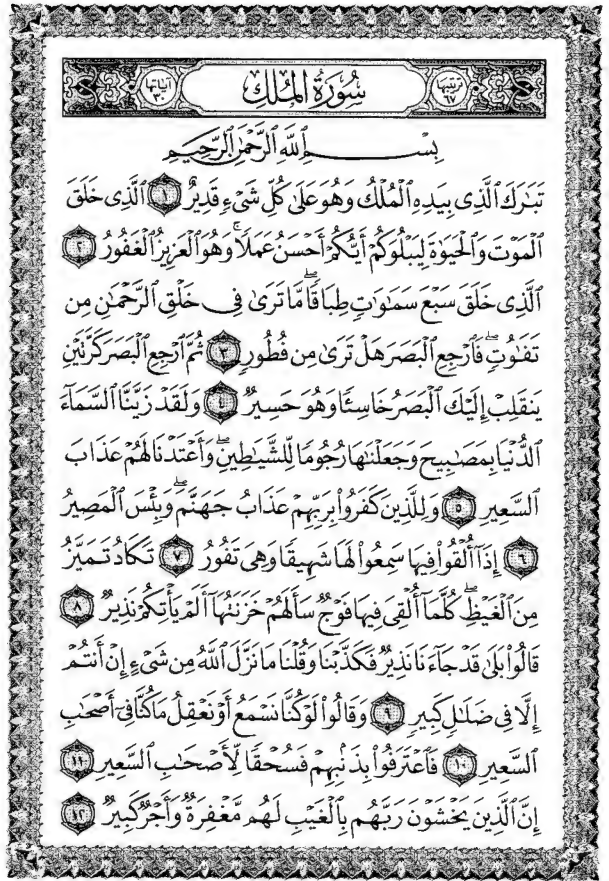 ترتيبها ٦٧ سُورَةُ المُلْكِ آياتها ٣٠
بِسْمِ ٱللَّهِ ٱلرَّحْمَٰنِ ٱلرَّحِيمِ
تَبَٰرَكَ ٱلَّذِى بِيَدِهِ ٱلْمُلْكُ وَهُوَ عَلَىٰ كُلِّ شَىْءٍ قَدِيرٌ ١ ٱلَّذِى خَلَقَ
ٱلْمَوْتَ وَٱلْحَيَوٰةَ لِيَبْلُوَكُمْ أَيُّكُمْ أَحْسَنُ عَمَلًا ۚ وَهُوَ ٱلْعَزِيزُ ٱلْغَفُورُ ٢
ٱلَّذِى خَلَقَ سَبْعَ سَمَٰوَٰتٍ طِبَاقًا ۖ مَّا تَرَىٰ فِى خَلْقِ ٱلرَّحْمَٰنِ مِن
تَفَٰوُتٍ ۖ فَٱرْجِعِ ٱلْبَصَرَ هَلْ تَرَىٰ مِن فُطُورٍ ٣ ثُمَّ ٱرْجِعِ ٱلْبَصَرَ كَرَّتَيْنِ
يَنقَلِبْ إِلَيْكَ ٱلْبَصَرُ خَاسِئًا وَهُوَ حَسِيرٌ ٤ وَلَقَدْ زَيَّنَّا ٱلسَّمَآءَ
ٱلدُّنْيَا بِمَصَٰبِيحَ وَجَعَلْنَٰهَا رُجُومًا لِّلشَّيَٰطِينِ ۖ وَأَعْتَدْنَا لَهُمْ عَذَابَ
ٱلسَّعِيرِ ٥ وَلِلَّذِينَ كَفَرُوا۟ بِرَبِّهِمْ عَذَابُ جَهَنَّمَ ۖ وَبِئْسَ ٱلْمَصِيرُ
٦ إِذَآ أُلْقُوا۟ فِيهَا سَمِعُوا۟ لَهَا شَهِيقًا وَهِىَ تَفُورُ ٧ تَكَادُ تَمَيَّزُ
مِنَ ٱلْغَيْظِ ۖ كُلَّمَآ أُلْقِىَ فِيهَا فَوْجٌ سَأَلَهُمْ خَزَنَتُهَآ أَلَمْ يَأْتِكُمْ نَذِيرٌ ٨
قَالُوا۟ بَلَىٰ قَدْ جَآءَنَا نَذِيرٌ فَكَذَّبْنَا وَقُلْنَا مَا نَزَّلَ ٱللَّهُ مِن شَىْءٍ إِنْ أَنتُمْ
إِلَّا فِى ضَلَٰلٍ كَبِيرٍ ٩ وَقَالُوا۟ لَوْ كُنَّا نَسْمَعُ أَوْ نَعْقِلُ مَا كُنَّا فِىٓ أَصْحَٰبِ
ٱلسَّعِيرِ ١٠ فَٱعْتَرَفُوا۟ بِذَنۢبِهِمْ فَسُحْقًا لِّأَصْحَٰبِ ٱلسَّعِيرِ ١١
إِنَّ ٱلَّذِينَ يَخْشَوْنَ رَبَّهُم بِٱلْغَيْبِ لَهُم مَّغْفِرَةٌ وَأَجْرٌ كَبِيرٌ ١٢